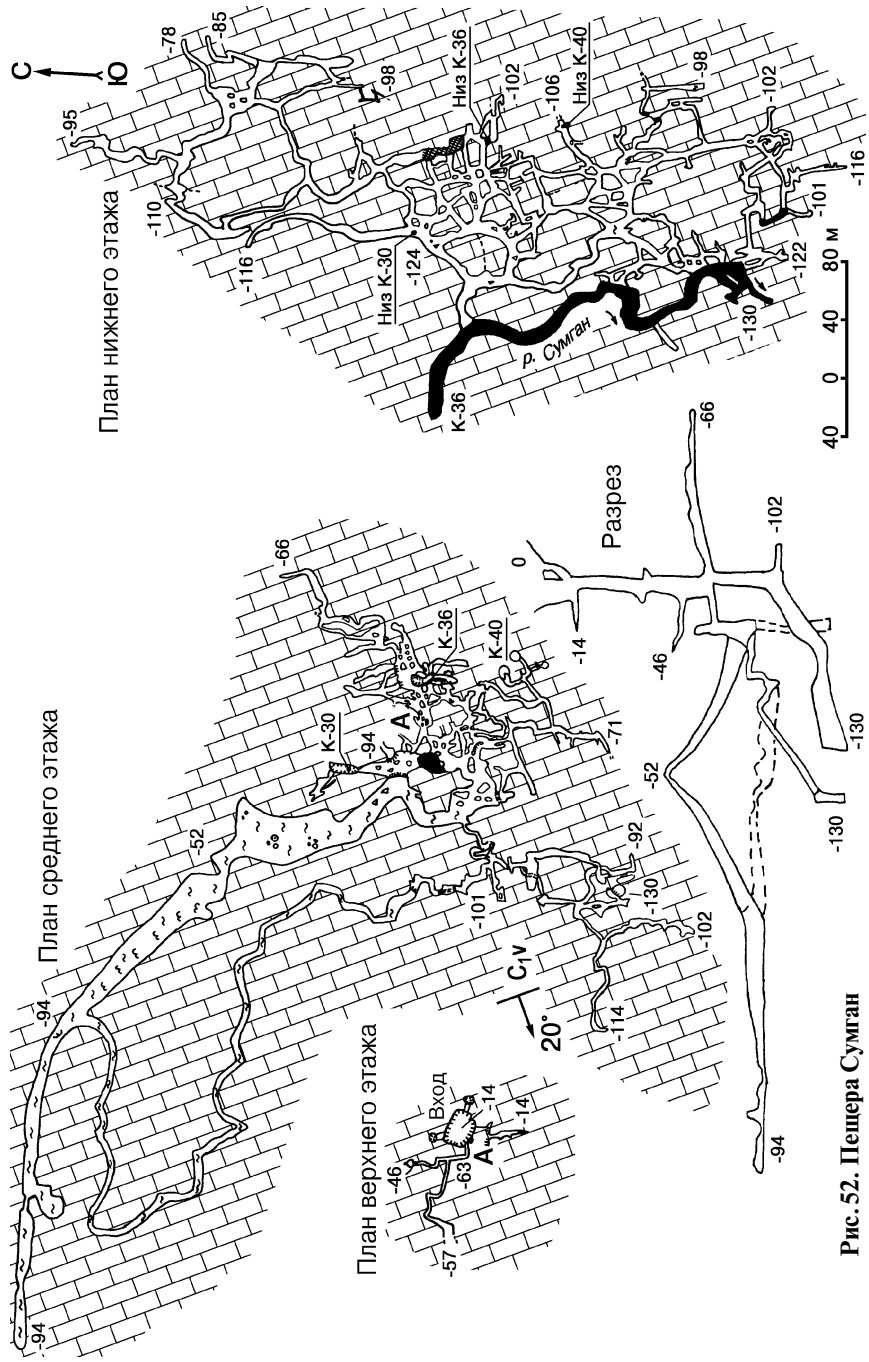 План нижнего этажа
С
Ю
-95
-78
-85
-98
-110
-116
Низ К-36
-102
-106
Низ К-40
Низ К-30
-124
-98
-102
-116
-101
-122
-130
К-36
р. Сумган
40 0 40 80 м
План среднего этажа
-66
К-36
К-40
К-30
А
-94
-71
-52
-94
-94
-101
-92
-130
-102
-114
C₁v
20°
План верхнего этажа
Вход
-14
-14
-46
-63
А
-57
Разрез
0
-14
-46
-66
-102
-52
-130
-130
-94
Рис. 52. Пещера Сумган